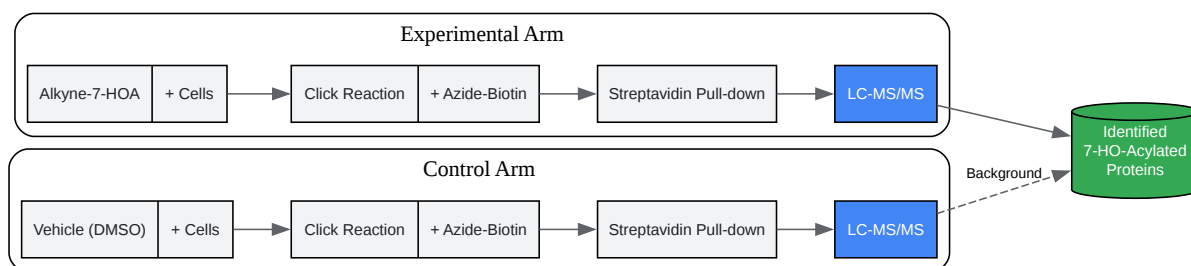 Experimental Arm
Alkyne-7-HOA + Cells Click Reaction + Azide-Biotin Streptavidin Pull-down LC-MS/MS
Identified
7-HO-Acylated
Proteins
Control Arm
Background
Vehicle (DMSO) + Cells Click Reaction + Azide-Biotin Streptavidin Pull-down LC-MS/MS